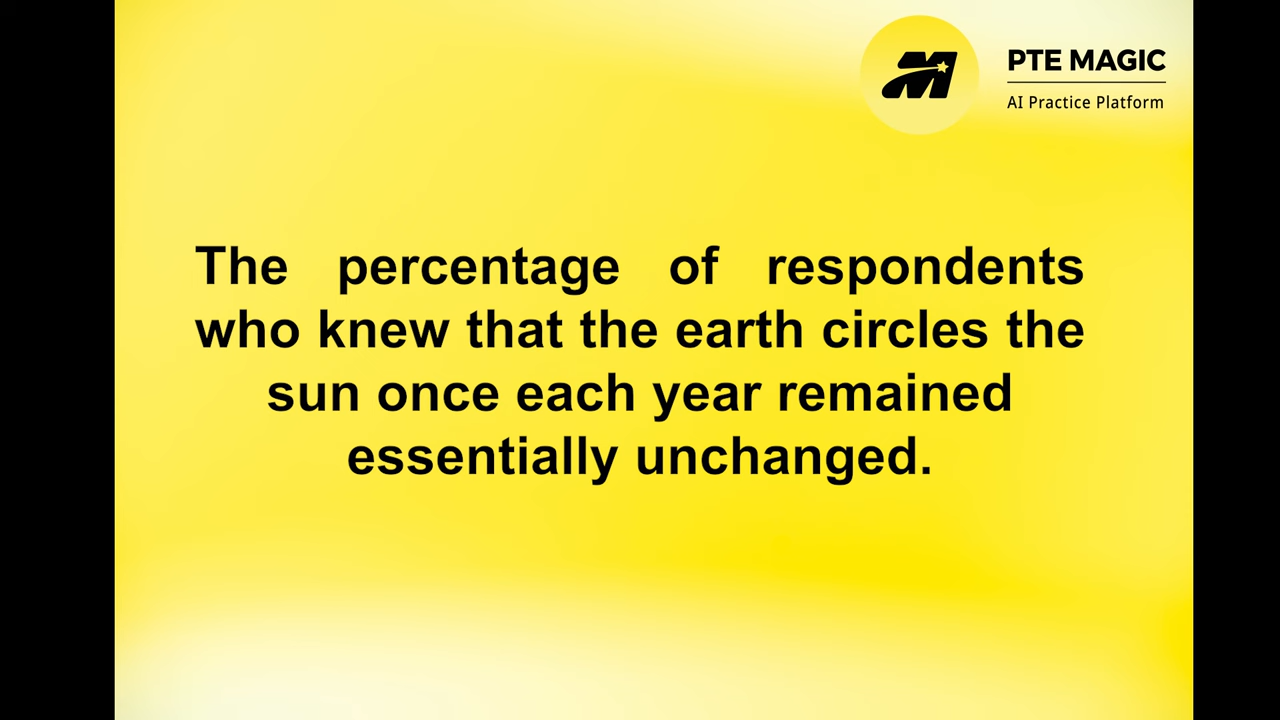 PTE MAGIC
AI Practice Platform
The percentage of respondents
who knew that the earth circles the
sun once each year remained
essentially unchanged.